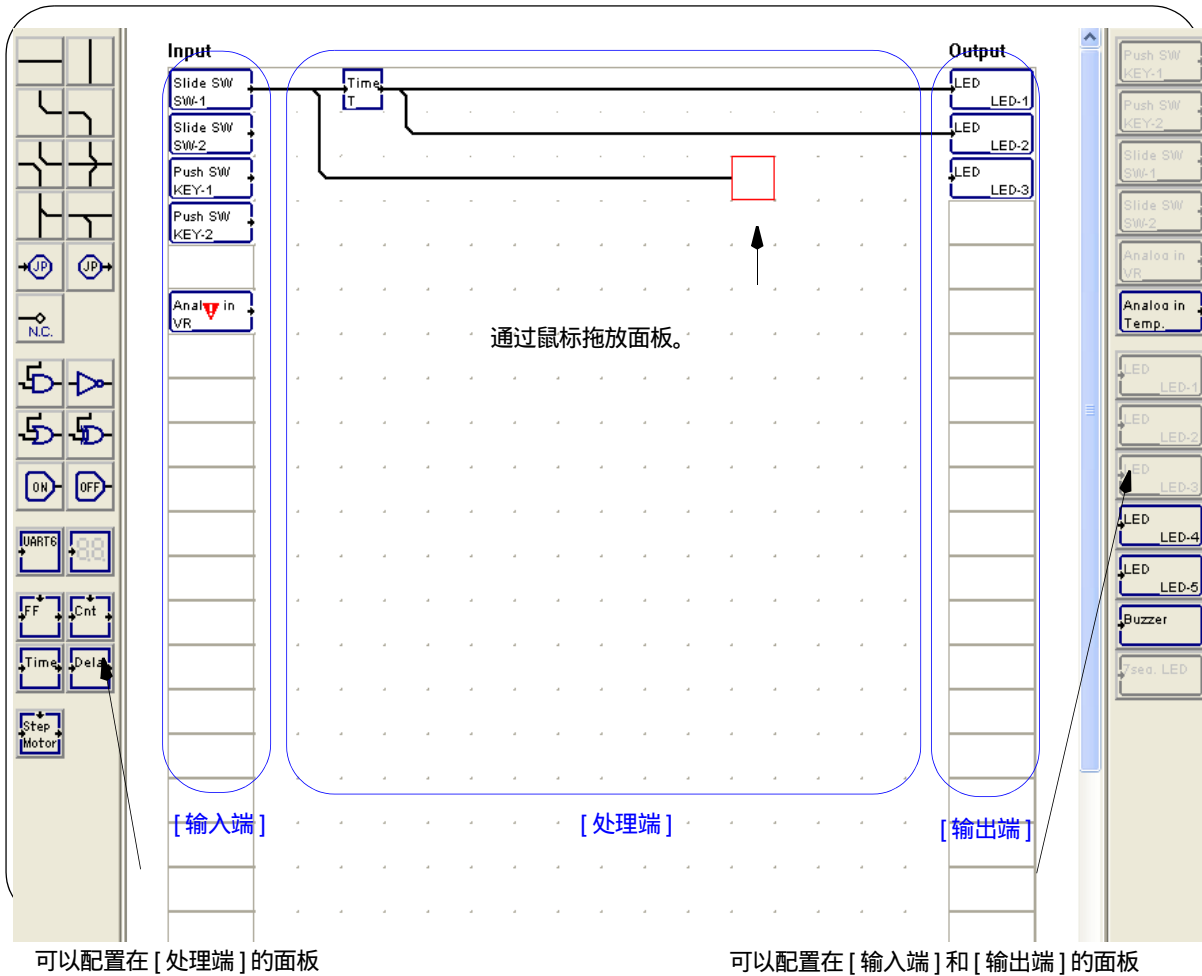 Input
Output
Slide SW
SW-1
Slide SW
SW-2
Push SW
KEY-1
Push SW
KEY-2
Analog in
VR
Time
T
LED
LED-1
LED
LED-2
LED
LED-3
通过鼠标拖放面板。
[ 输入端 ]
[ 处理端 ]
[ 输出端 ]
JP
JP
N.C.
ON
OFF
UART6
88
FF
Cnt
Time
Dela
Step
Motor
Push SW
KEY-1
Push SW
KEY-2
Slide SW
SW-1
Slide SW
SW-2
Analog in
VR
Analog in
Temp.
LED
LED-1
LED
LED-2
LED
LED-3
LED
LED-4
LED
LED-5
Buzzer
7seg. LED
可以配置在 [ 处理端 ] 的面板
可以配置在 [ 输入端 ] 和 [ 输出端 ] 的面板